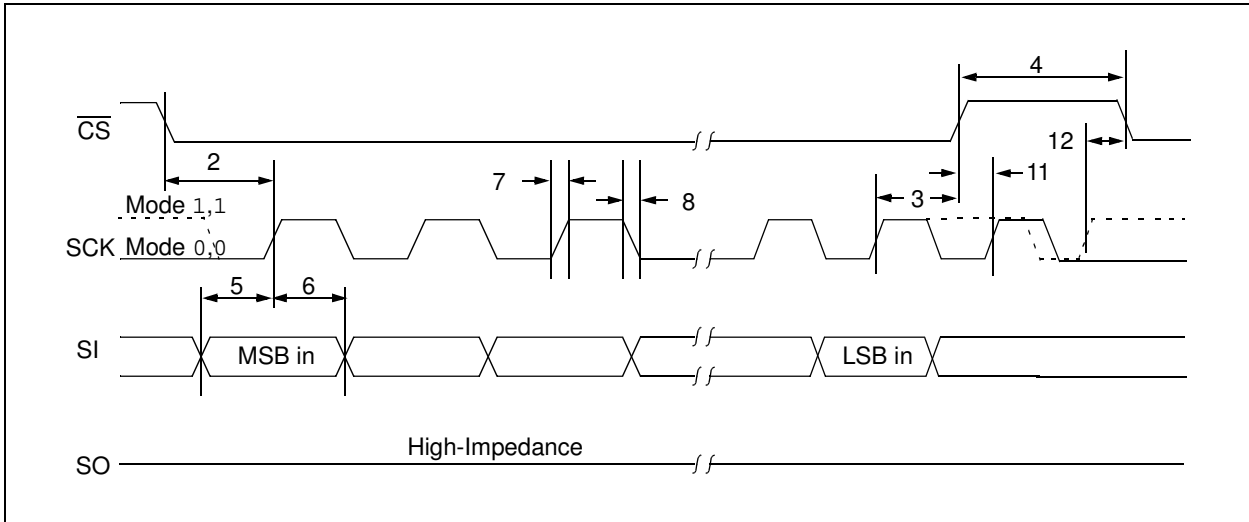 4
CS
12
2
7
11
8
3
Mode 1,1
SCK Mode 0,0
5
6
SI
MSB in
LSB in
High-Impedance
SO